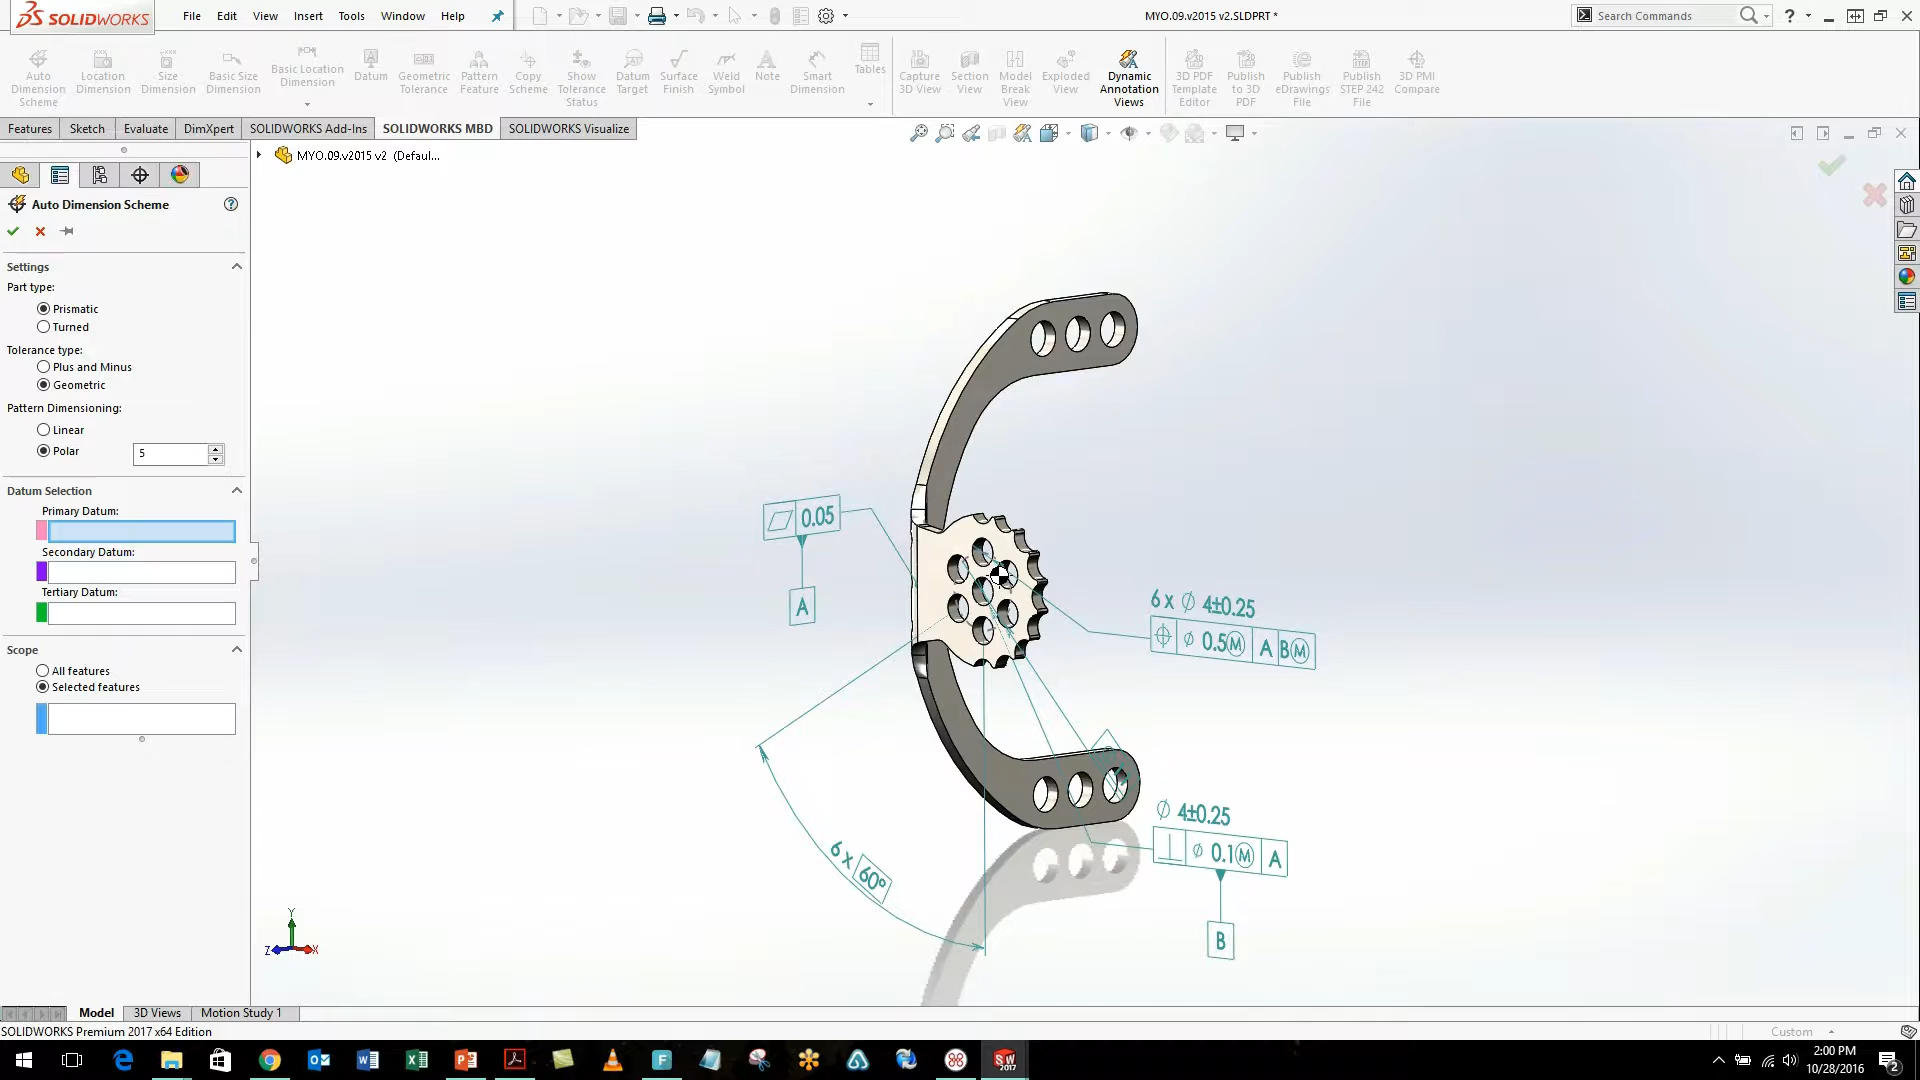 SOLIDWORKS File Edit View Insert Tools Window Help MYO.09.v2015 v2.SLDPRT * Search Commands ?
Auto Dimension Scheme
Location Dimension
Size Dimension
Basic Size Dimension
Basic Location Dimension
Datum
Geometric Tolerance
Pattern Feature
Copy Scheme
Show Tolerance Status
Datum Target
Surface Finish
Weld Symbol
Note
Smart Dimension
Tables
Capture 3D View
Section View
Model Break View
Exploded View
Dynamic Annotation Views
3D PDF Template Editor
Publish to 3D PDF
Publish eDrawings File
Publish STEP 242 File
3D PMI Compare
Features Sketch Evaluate DimXpert SOLIDWORKS Add-Ins SOLIDWORKS MBD SOLIDWORKS Visualize
MYO.09.v2015 v2 (Defaul...
Auto Dimension Scheme
Settings
Part type:
Prismatic
Turned
Tolerance type:
Plus and Minus
Geometric
Pattern Dimensioning:
Linear
Polar 5
Datum Selection
Primary Datum:
Secondary Datum:
Tertiary Datum:
Scope
All features
Selected features
0.05
A
6 x ∅ 4±0.25
⌖ ∅ 0.5Ⓜ A BⓂ
∅ 4±0.25
⊥ ∅ 0.1Ⓜ A
B
6 x 60°
Y
Z X
Model 3D Views Motion Study 1
SOLIDWORKS Premium 2017 x64 Edition Custom
2:00 PM
10/28/2016
2
SW 2017